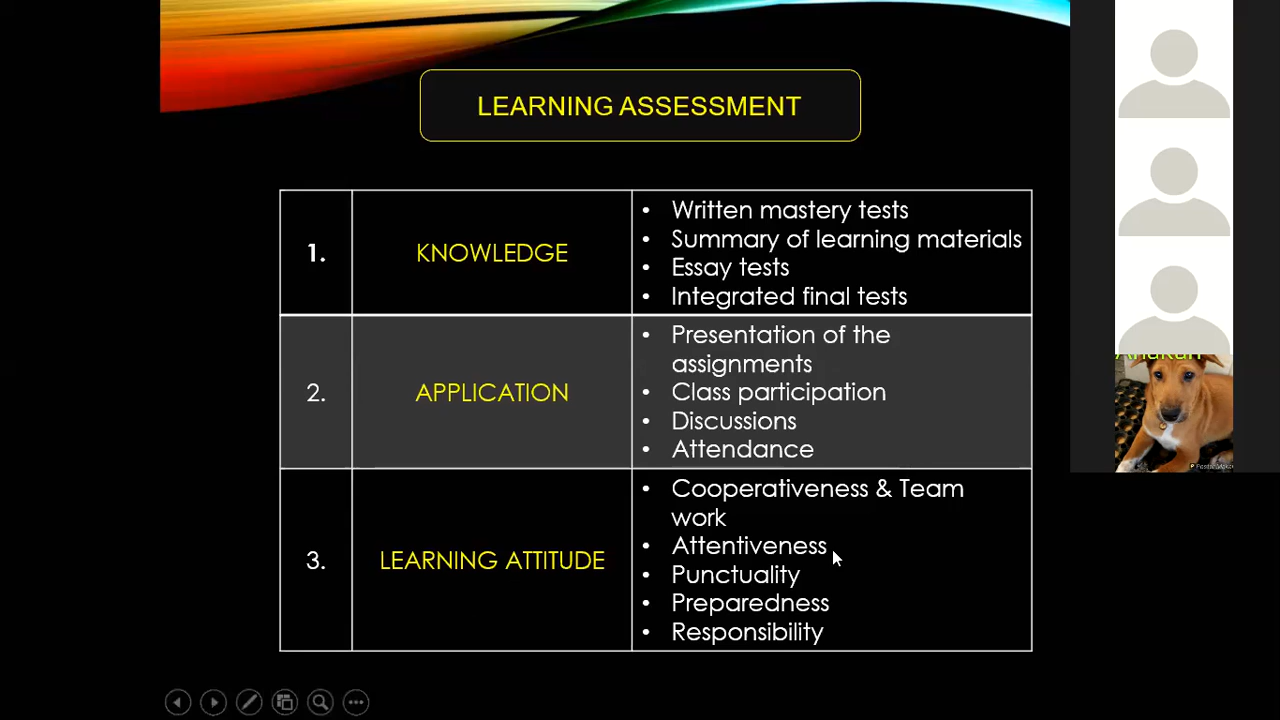 LEARNING ASSESSMENT
1.
KNOWLEDGE
• Written mastery tests
• Summary of learning materials
• Essay tests
• Integrated final tests
2.
APPLICATION
• Presentation of the
assignments
• Class participation
• Discussions
• Attendance
3.
LEARNING ATTITUDE
• Cooperativeness & Team
work
• Attentiveness
• Punctuality
• Preparedness
• Responsibility